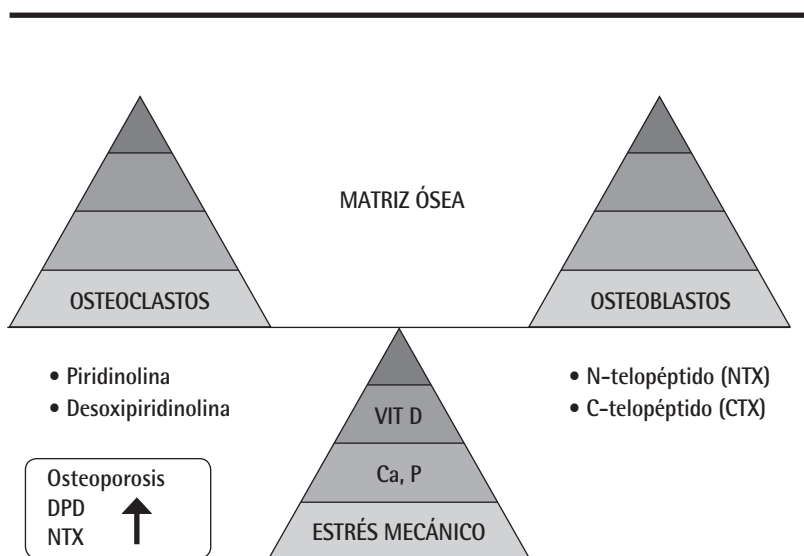 MATRIZ ÓSEA
OSTEOCLASTOS
OSTEOBLASTOS
• Piridinolina
• Desoxipiridinolina
• N-telopéptido (NTX)
• C-telopéptido (CTX)
VIT D
Ca, P
ESTRÉS MECÁNICO
Osteoporosis
DPD
NTX